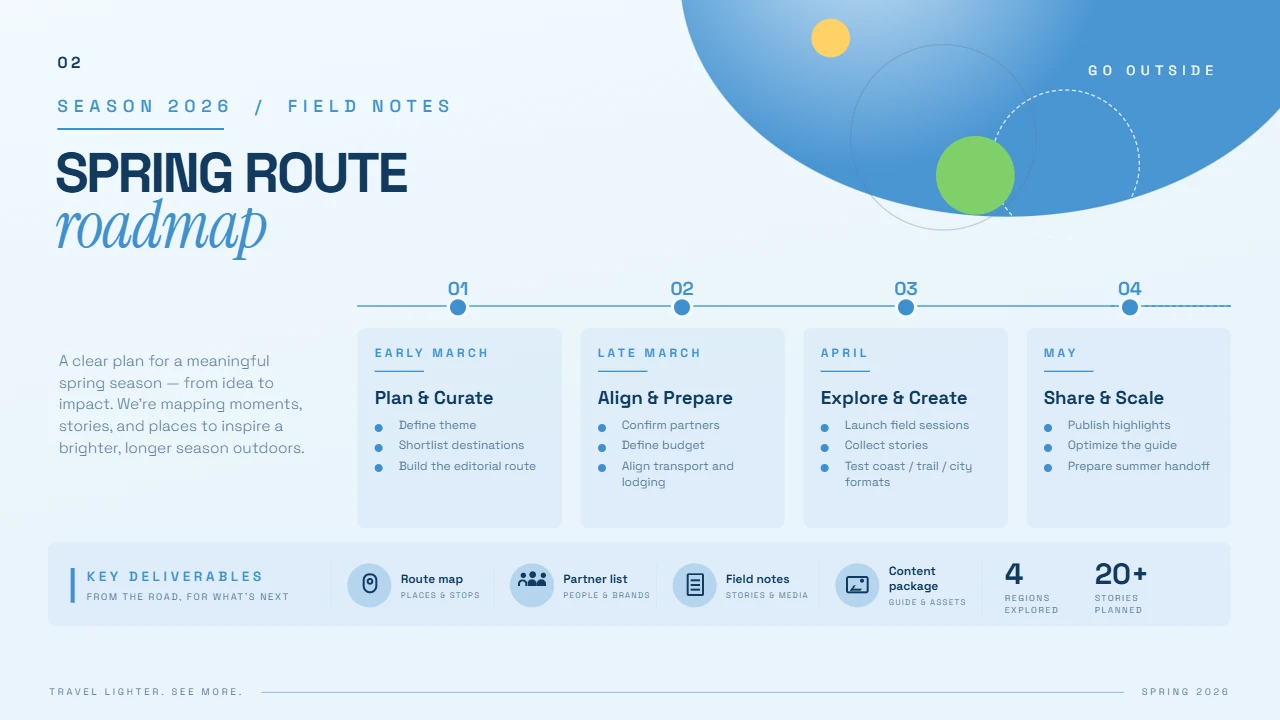 02
GO OUTSIDE
SEASON 2026 / FIELD NOTES
SPRING ROUTE
roadmap
A clear plan for a meaningful
spring season — from idea to
impact. We're mapping moments,
stories, and places to inspire a
brighter, longer season outdoors.
01
EARLY MARCH
Plan & Curate
Define theme
Shortlist destinations
Build the editorial route
02
LATE MARCH
Align & Prepare
Confirm partners
Define budget
Align transport and
lodging
03
APRIL
Explore & Create
Launch field sessions
Collect stories
Test coast / trail / city
formats
04
MAY
Share & Scale
Publish highlights
Optimize the guide
Prepare summer handoff
KEY DELIVERABLES
FROM THE ROAD, FOR WHAT'S NEXT
Route map
PLACES & STOPS
Partner list
PEOPLE & BRANDS
Field notes
STORIES & MEDIA
Content
package
GUIDE & ASSETS
4
REGIONS
EXPLORED
20+
STORIES
PLANNED
TRAVEL LIGHTER. SEE MORE.
SPRING 2026